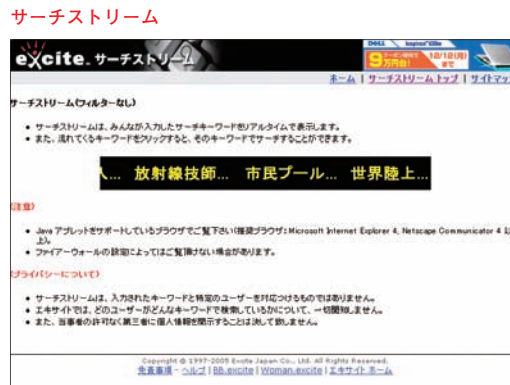 サーチストリーム
excite. サーチストリーム
DELL Inspiron™ 610m
9万円台! 12/12(月)まで
ホーム | サーチストリームトップ | サイトマッ
サーチストリーム(フィルターなし)
• サーチストリームは、みんなが入力したサーチキーワードをリアルタイムで表示します。
• また、流れてくるキーワードをクリックすると、そのキーワードでサーチすることができます。
... 放射線技師... 市民プール... 世界陸上...
(注意)
• Java アプレットをサポートしているブラウザでご覧下さい(推奨ブラウザ: Microsoft Internet Explorer 4, Netscape Communicator 4 以
上)。
• ファイアーウォールの設定によってはご覧頂けない場合があります。
(プライバシーについて)
• サーチストリームは、入力されたキーワードと特定のユーザーを対応つけるものではありません。
• エキサイトでは、どのユーザーがどんなキーワードで検索しているかについて、一切関知しません。
• また、当事者の許可なく第三者に個人情報を開示することは決して致しません。
Copyright © 1997-2005 Excite Japan Co., Ltd. All Rights Reserved.
免責事項 - ヘルプ | BB.excite | Woman.excite | エキサイト ホーム